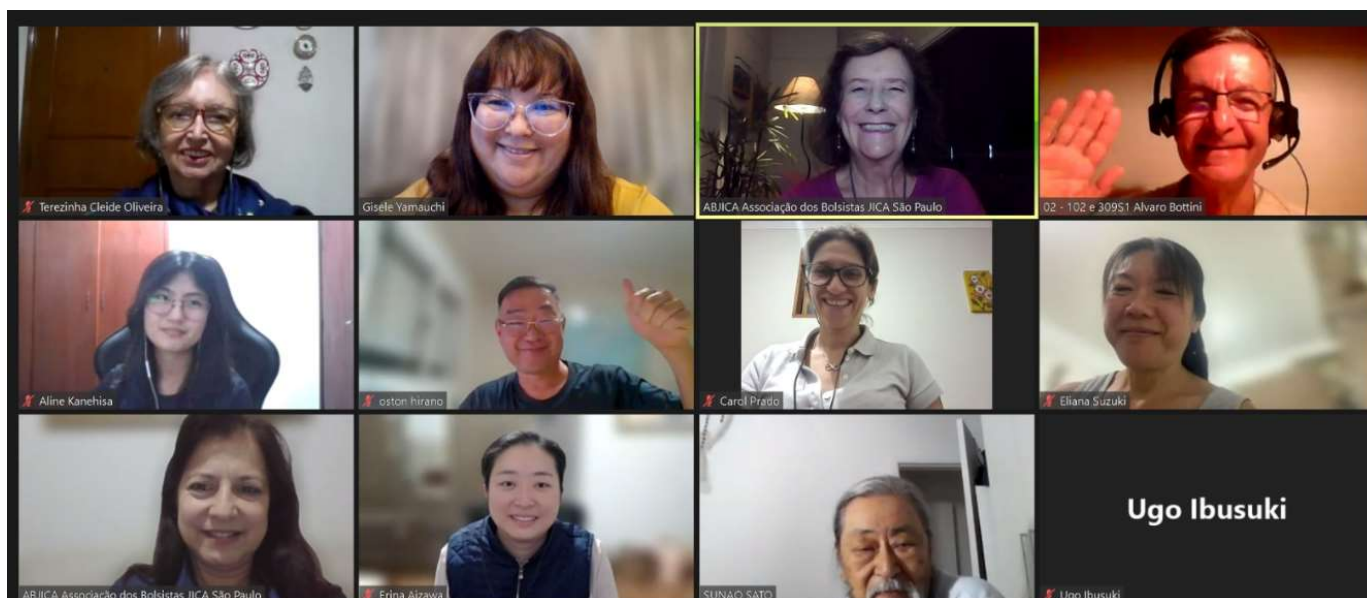 Terezinha Cleide Oliveira
Gisele Yamauchi
ABJICA Associação dos Bolsistas JICA São Paulo
02 - 102 e 309S1 Alvaro Bottini
Aline Kanehisa
oston hirano
Carol Prado
Eliana Suzuki
ABJICA Associação dos Bolsistas JICA São Paulo
Erina Aizawa
SUNAO SATO
Ugo Ibusuki
Ugo Ibusuki